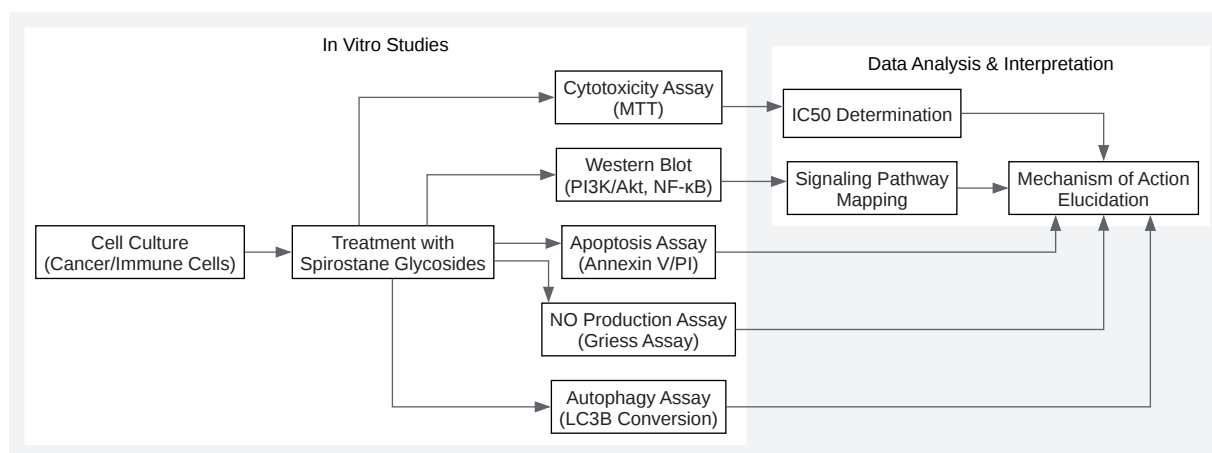 In Vitro Studies
Data Analysis & Interpretation
Cytotoxicity Assay
(MTT)
IC50 Determination
Western Blot
(PI3K/Akt, NF-κB)
Signaling Pathway
Mapping
Mechanism of Action
Elucidation
Cell Culture
(Cancer/Immune Cells)
Treatment with
Spirostane Glycosides
Apoptosis Assay
(Annexin V/PI)
NO Production Assay
(Griess Assay)
Autophagy Assay
(LC3B Conversion)